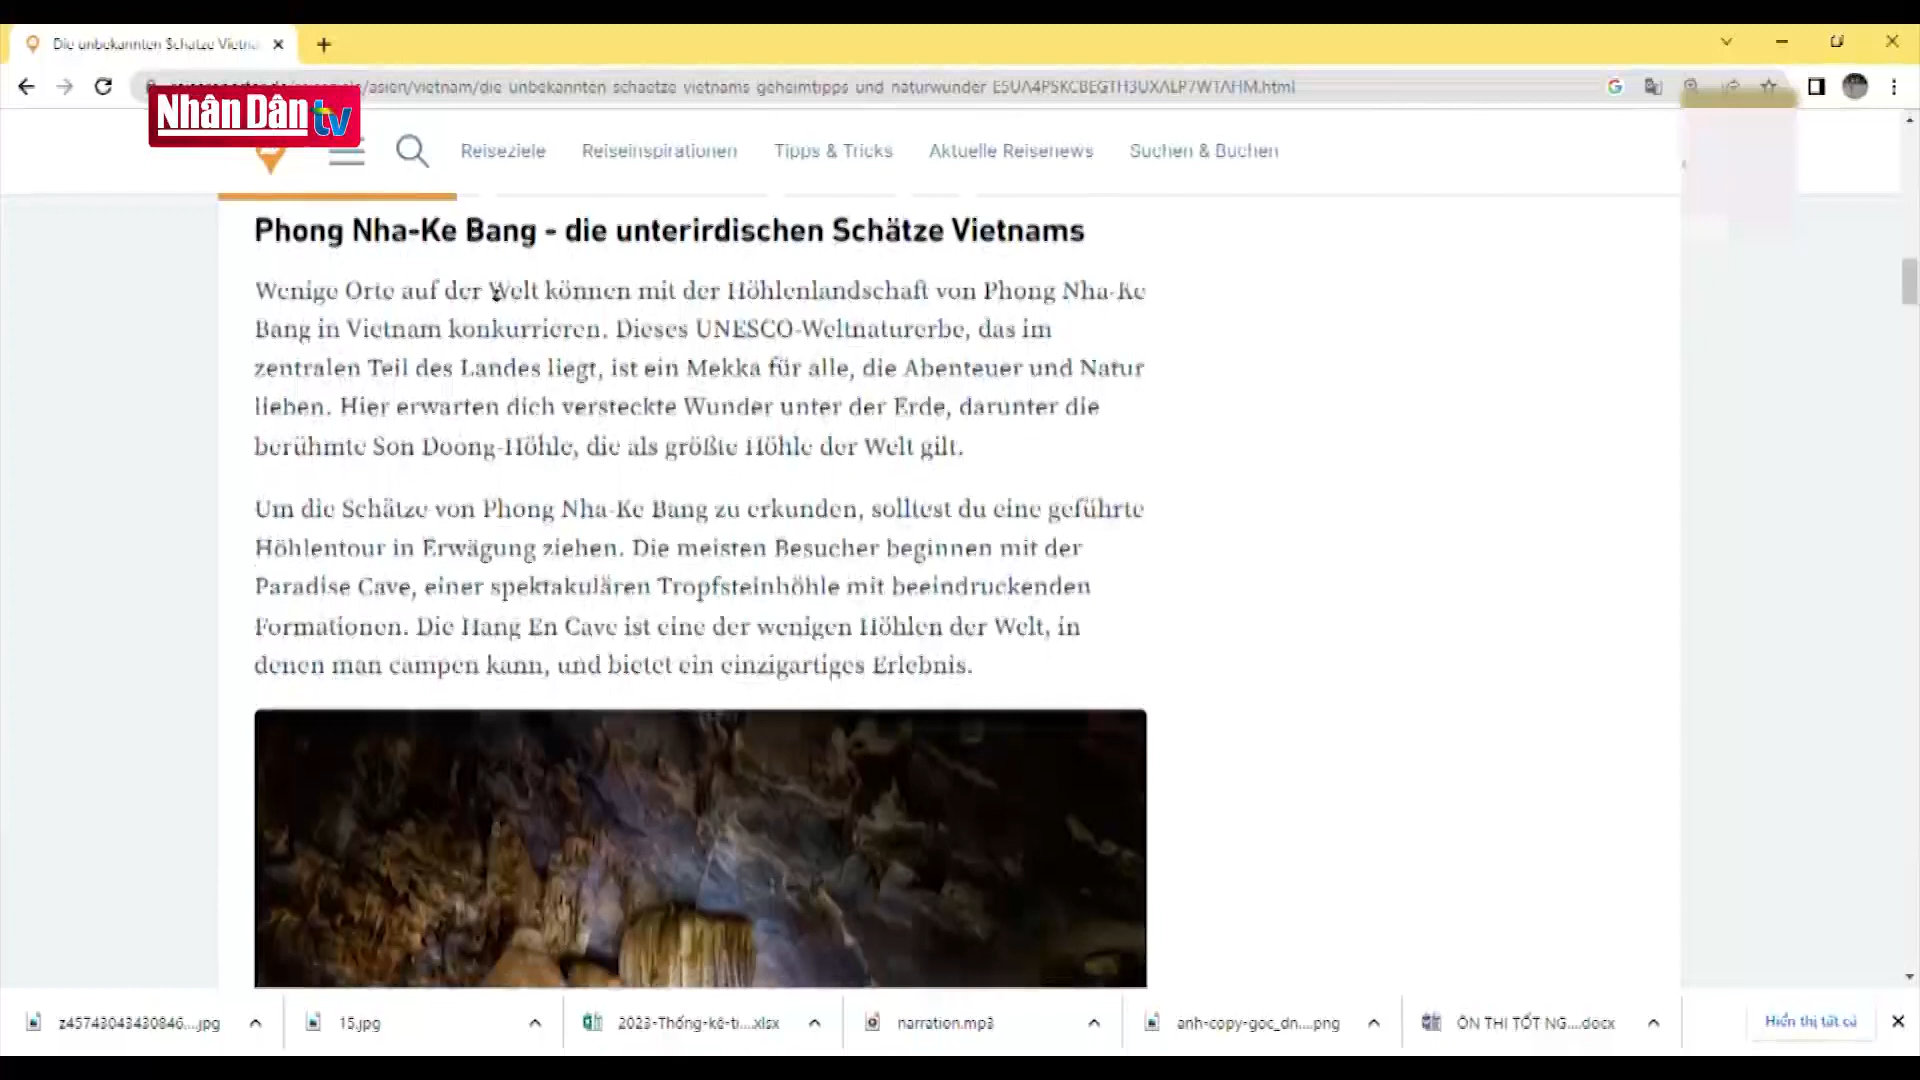 Die unbekannten Schätze Vietna
asien/vietnam/die unbekannten schaetze vietnams geheimtipps und naturwunder E5UA4PSKCBEGTH3UXALP7WTAHM.html
Nhân Dân tv
Reiseziele Reiseinspirationen Tipps & Tricks Aktuelle Reisenews Suchen & Buchen
Phong Nha-Ke Bang - die unterirdischen Schätze Vietnams
Wenige Orte auf der Welt können mit der Höhlenlandschaft von Phong Nha-Ke
Bang in Vietnam konkurrieren. Dieses UNESCO-Weltnaturerbe, das im
zentralen Teil des Landes liegt, ist ein Mekka für alle, die Abenteuer und Natur
lieben. Hier erwarten dich versteckte Wunder unter der Erde, darunter die
berühmte Son Doong-Höhle, die als größte Höhle der Welt gilt.
Um die Schätze von Phong Nha-Ke Bang zu erkunden, solltest du eine geführte
Höhlentour in Erwägung ziehen. Die meisten Besucher beginnen mit der
Paradise Cave, einer spektakulären Tropfsteinhöhle mit beeindruckenden
Formationen. Die Hang En Cave ist eine der wenigen Höhlen der Welt, in
denen man campen kann, und bietet ein einzigartiges Erlebnis.
z45743043430846....jpg 15.jpg 2023-Thống-kê-ti....xlsx narration.mp3 anh-copy-goc_dn....png ÔN THI TỐT NG....docx Hiển thị tất cả